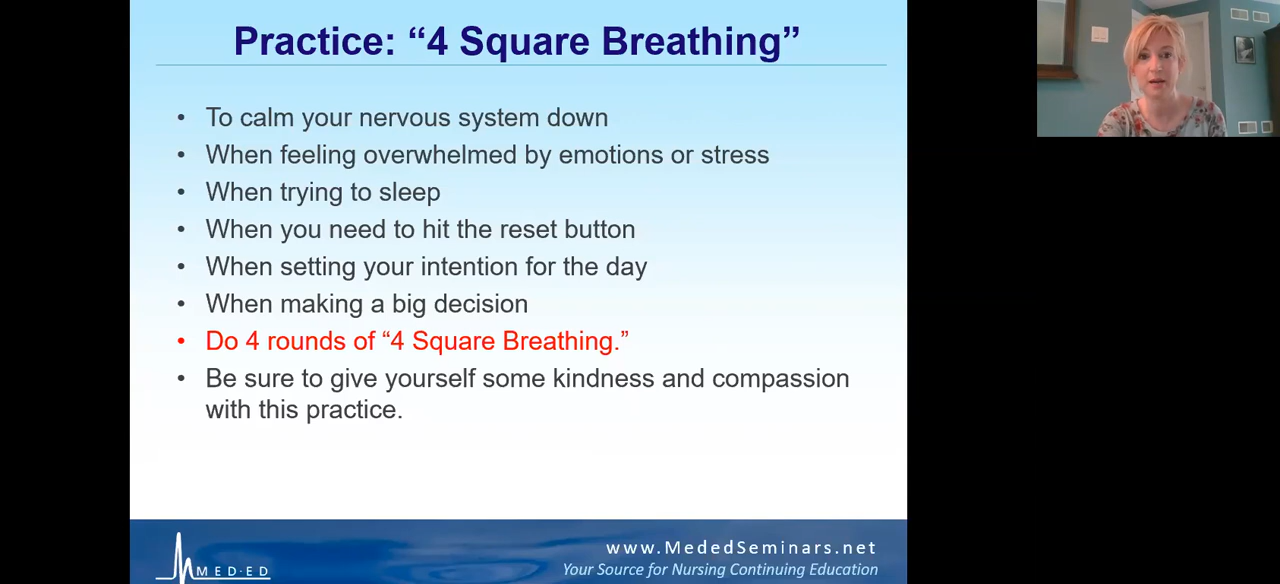 Practice: “4 Square Breathing”
• To calm your nervous system down
• When feeling overwhelmed by emotions or stress
• When trying to sleep
• When you need to hit the reset button
• When setting your intention for the day
• When making a big decision
• Do 4 rounds of “4 Square Breathing.”
• Be sure to give yourself some kindness and compassion
with this practice.
MED·ED
www.MededSeminars.net
Your Source for Nursing Continuing Education